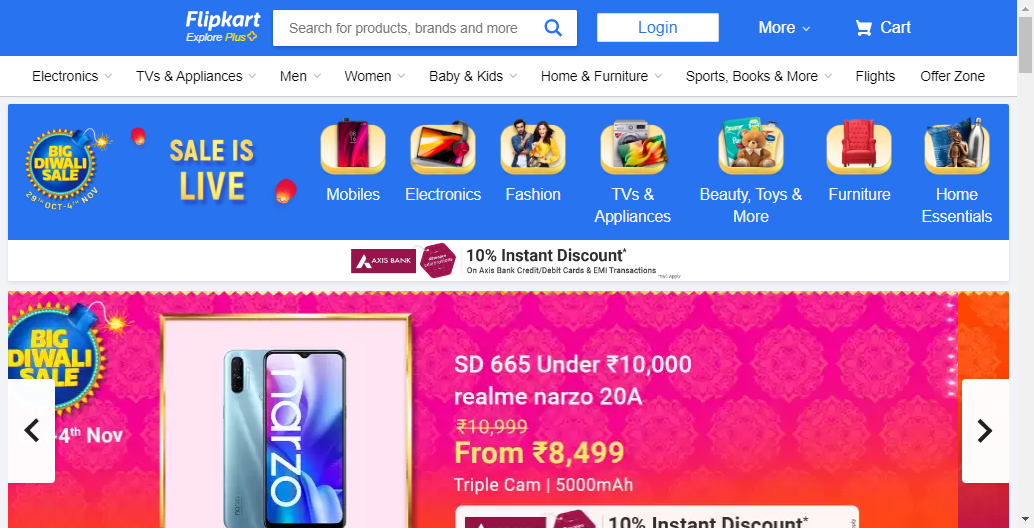 Flipkart
Explore Plus
Search for products, brands and more
Login
More
Cart
Electronics
TVs & Appliances
Men
Women
Baby & Kids
Home & Furniture
Sports, Books & More
Flights
Offer Zone
BIG
DIWALI
SALE
29TH OCT-4TH NOV
SALE IS
LIVE
Mobiles
Electronics
Fashion
TVs &
Appliances
Beauty, Toys &
More
Furniture
Home
Essentials
AXIS BANK
10% Instant Discount*
On Axis Bank Credit/Debit Cards & EMI Transactions
*T&C apply
BIG
DIWALI
SALE
-4th Nov
narzo
narzo
SD 665 Under ₹10,000
realme narzo 20A
₹10,999
From ₹8,499
Triple Cam | 5000mAh
10% Instant Discount*